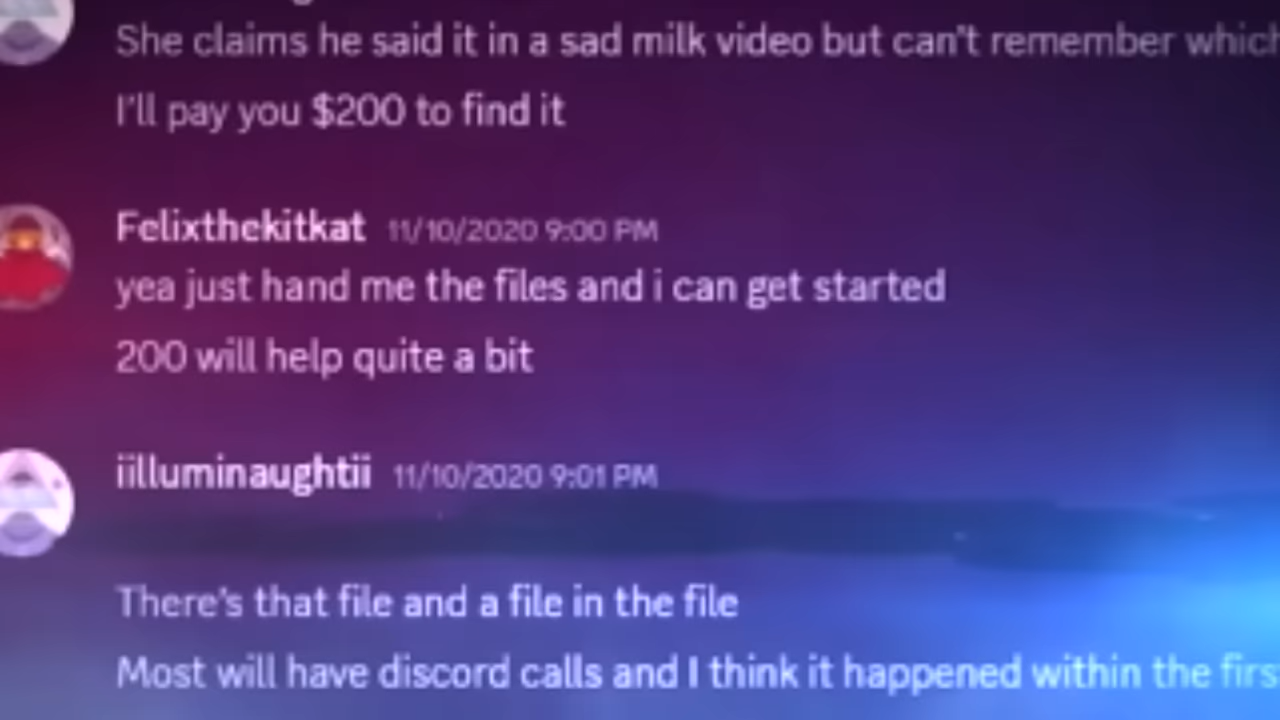 She claims he said it in a sad milk video but can't remember which
I'll pay you $200 to find it
Felixthekitkat 11/10/2020 9:00 PM
yea just hand me the files and i can get started
200 will help quite a bit
iilluminaughtii 11/10/2020 9:01 PM
There's that file and a file in the file
Most will have discord calls and I think it happened within the firs